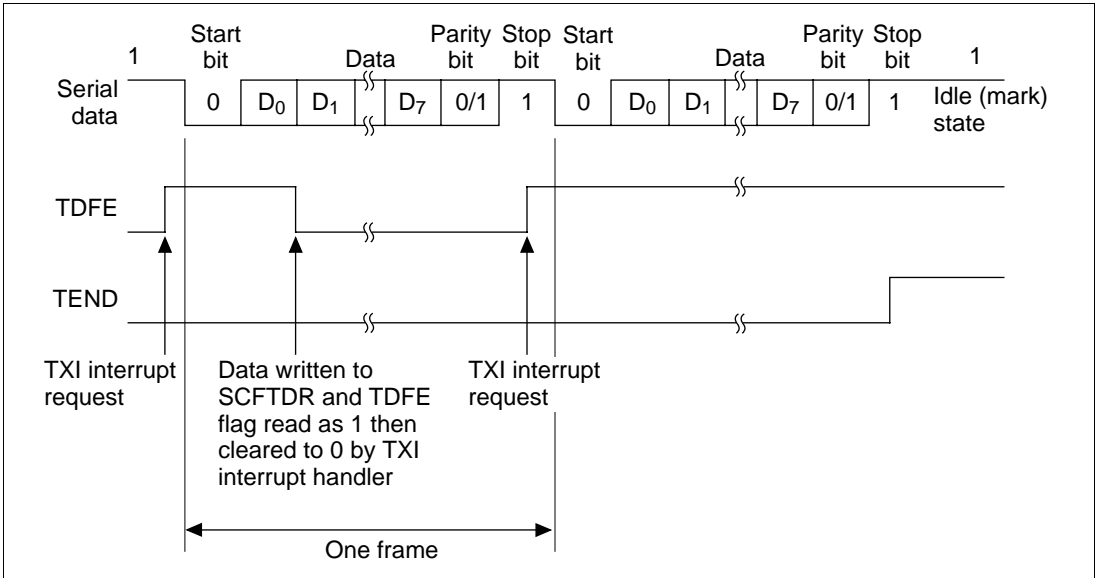 Start bit Parity bit Stop bit Start bit Parity bit Stop bit
1 Data Data 1
Serial data 0 D0 D1 D7 0/1 1 0 D0 D1 D7 0/1 1 Idle (mark) state
TDFE
TEND
TXI interrupt request
Data written to
SCFTDR and TDFE
flag read as 1 then
cleared to 0 by TXI
interrupt handler
TXI interrupt request
One frame